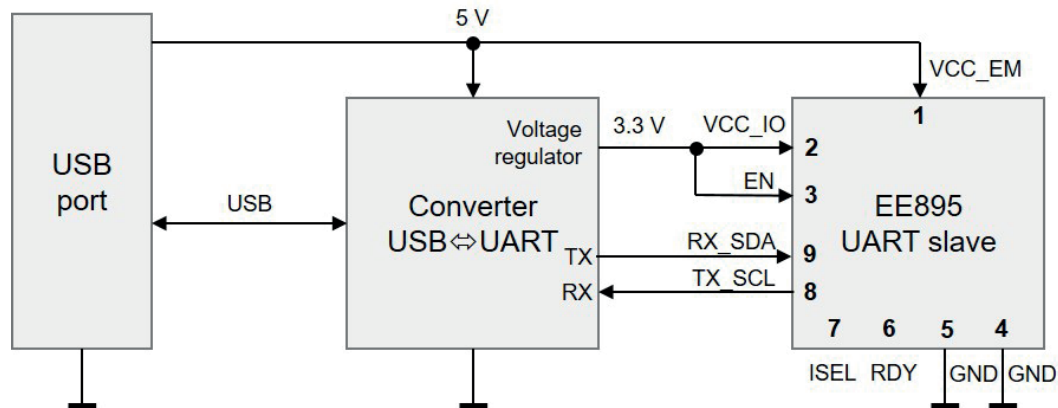 5 V
VCC_EM
1
USB
port
USB
Voltage
regulator
3.3 V
VCC_IO
2
EN
3
Converter
USB⇔UART
TX
RX
RX_SDA
9
TX_SCL
8
EE895
UART slave
7 6 5 4
ISEL RDY GND GND